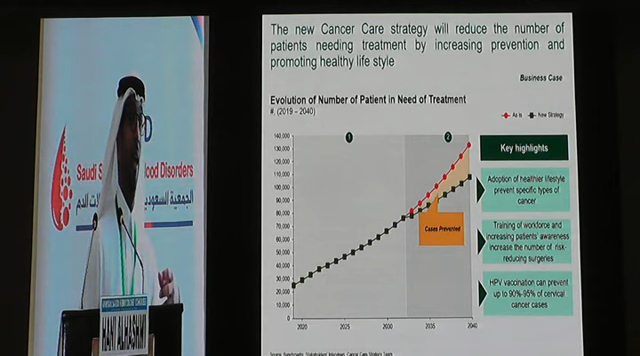 The new Cancer Care strategy will reduce the number of
patients needing treatment by increasing prevention and
promoting healthy life style
Business Case
Evolution of Number of Patient in Need of Treatment
#, (2019 – 2040)
As Is
New Strategy
140,000
130,000
120,000
110,000
100,000
90,000
80,000
70,000
60,000
50,000
40,000
30,000
20,000
10,000
0
2020
2025
2030
2035
2040
1
2
Cases Prevented
Key highlights
Adoption of healthier lifestyle
prevent specific types of
cancer
Training of workforce and
increasing patients' awareness
increase the number of risk-
reducing surgeries
HPV vaccination can prevent
up to 90%-95% of cervical
cancer cases
Saudi S
lood Disorders
الجمعية السعودية
لات الدم
HANI ALHASHMI